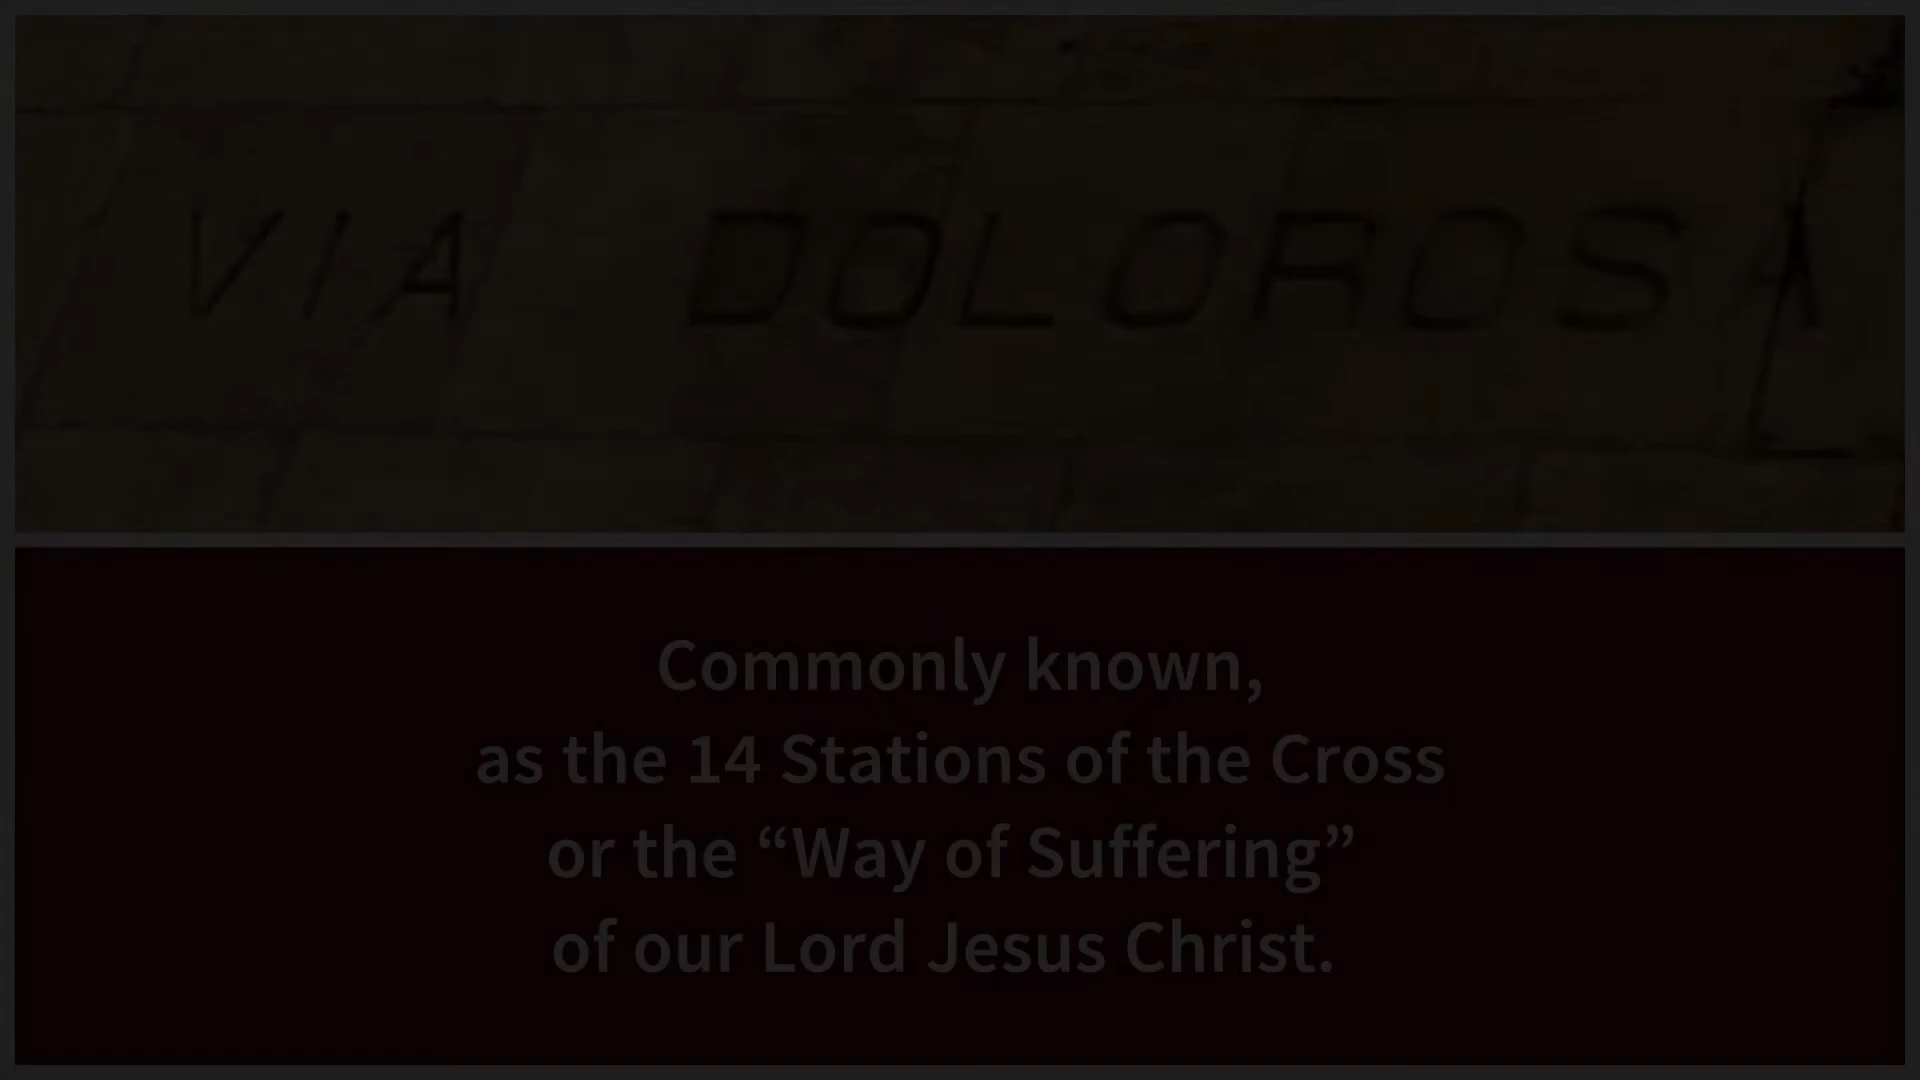 VIA DOLOROSA
Commonly known,
as the 14 Stations of the Cross
or the “Way of Suffering”
of our Lord Jesus Christ.